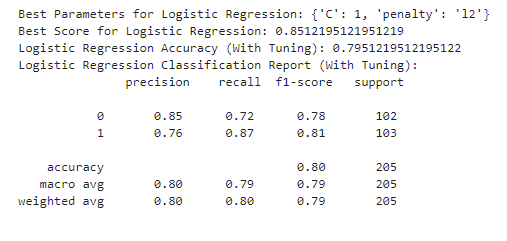 Best Parameters for Logistic Regression: {'C': 1, 'penalty': 'l2'}
Best Score for Logistic Regression: 0.8512195121951219
Logistic Regression Accuracy (With Tuning): 0.7951219512195122
Logistic Regression Classification Report (With Tuning):
              precision    recall  f1-score   support

           0       0.85      0.72      0.78       102
           1       0.76      0.87      0.81       103

    accuracy                           0.80       205
   macro avg       0.80      0.79      0.79       205
weighted avg       0.80      0.80      0.79       205